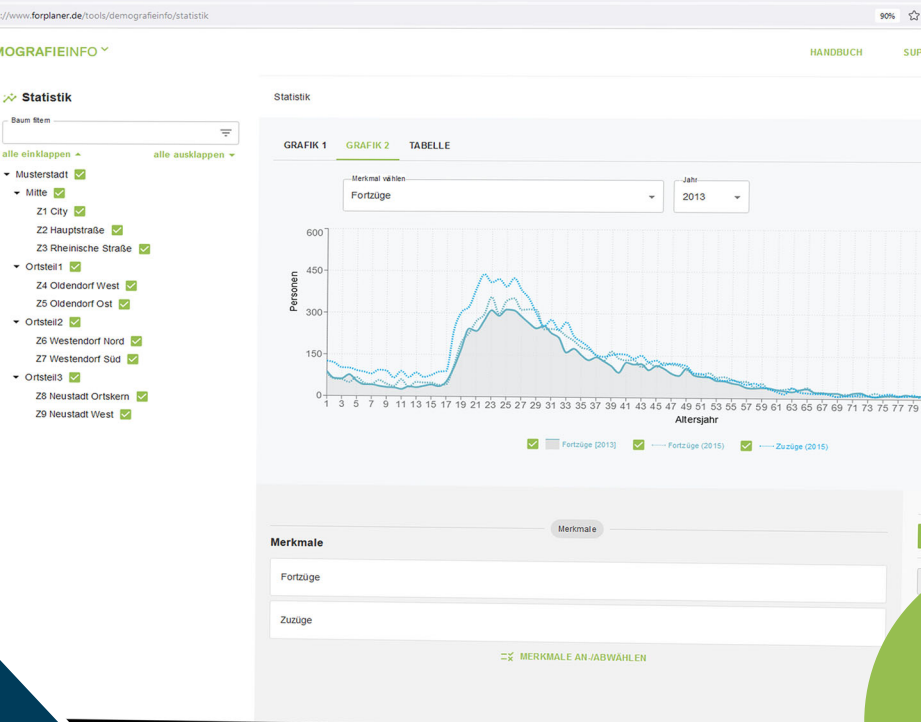 ://www.forplaner.de/tools/demografieinfo/statistik
90%
MOGRAFIEINFO
HANDBUCH
SUP
Statistik
Baum filtern
alle einklappen
alle ausklappen
Musterstadt
Mitte
Z1 City
Z2 Hauptstraße
Z3 Rheinische Straße
Ortsteil1
Z4 Oldendorf West
Z5 Oldendorf Ost
Ortsteil2
Z6 Westendorf Nord
Z7 Westendorf Süd
Ortsteil3
Z8 Neustadt Ortskern
Z9 Neustadt West
Statistik
GRAFIK 1 GRAFIK 2 TABELLE
Merkmal wählen
Fortzüge
Jahr
2013
Personen
600
450
300
150
0
1 3 5 7 9 11 13 15 17 19 21 23 25 27 29 31 33 35 37 39 41 43 45 47 49 51 53 55 57 59 61 63 65 67 69 71 73 75 77 79
Altersjahr
Fortzüge [2013] Fortzüge (2015) Zuzüge (2015)
Merkmale
Merkmale
Fortzüge
Zuzüge
MERKMALE AN-/ABWÄHLEN